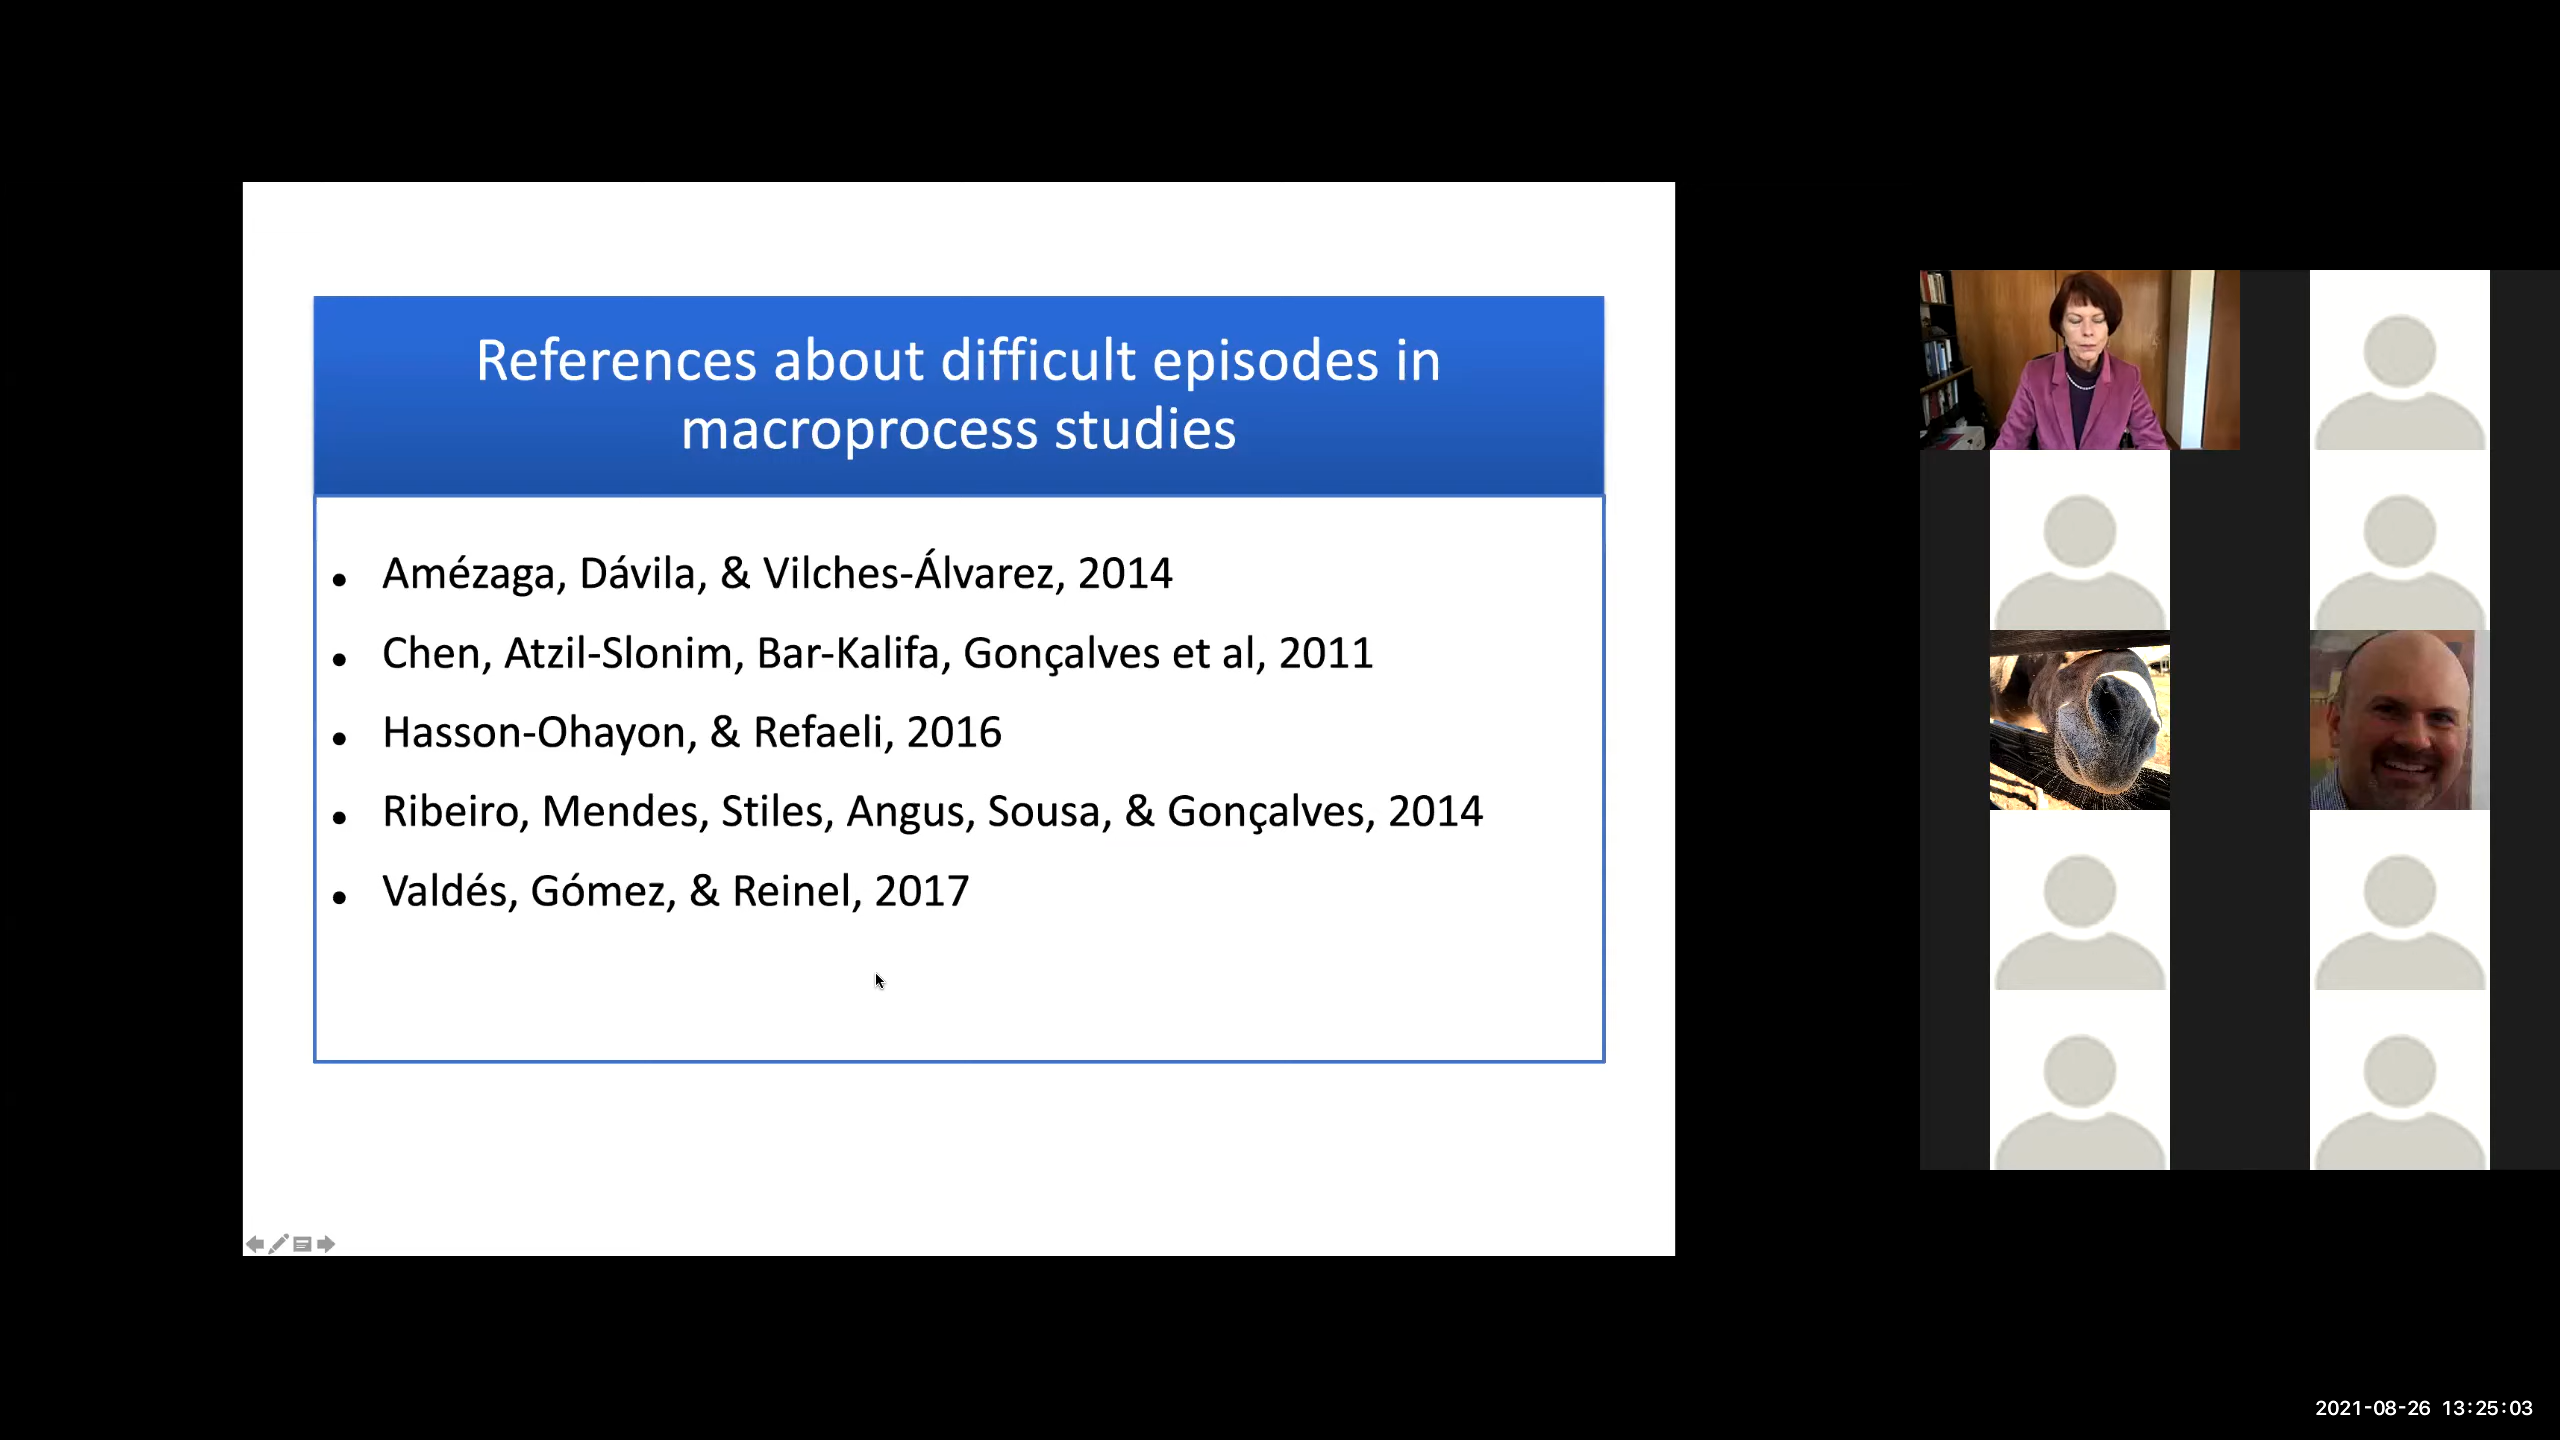 References about difficult episodes in
macroprocess studies
• Amézaga, Dávila, & Vilches-Álvarez, 2014
• Chen, Atzil-Slonim, Bar-Kalifa, Gonçalves et al, 2011
• Hasson-Ohayon, & Refaeli, 2016
• Ribeiro, Mendes, Stiles, Angus, Sousa, & Gonçalves, 2014
• Valdés, Gómez, & Reinel, 2017
2021-08-26 13:25:03